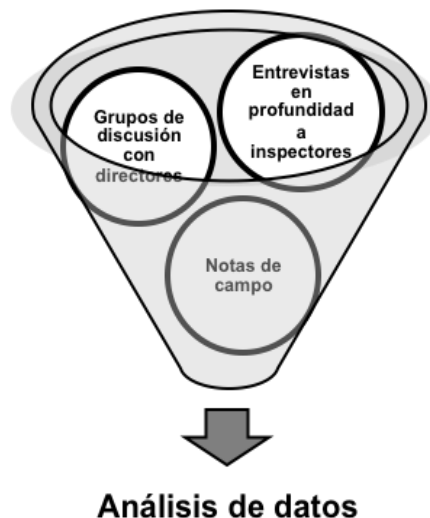 Grupos de
discusión
con
directores
Entrevistas
en
profundidad
a
inspectores
Notas de
campo
Análisis de datos